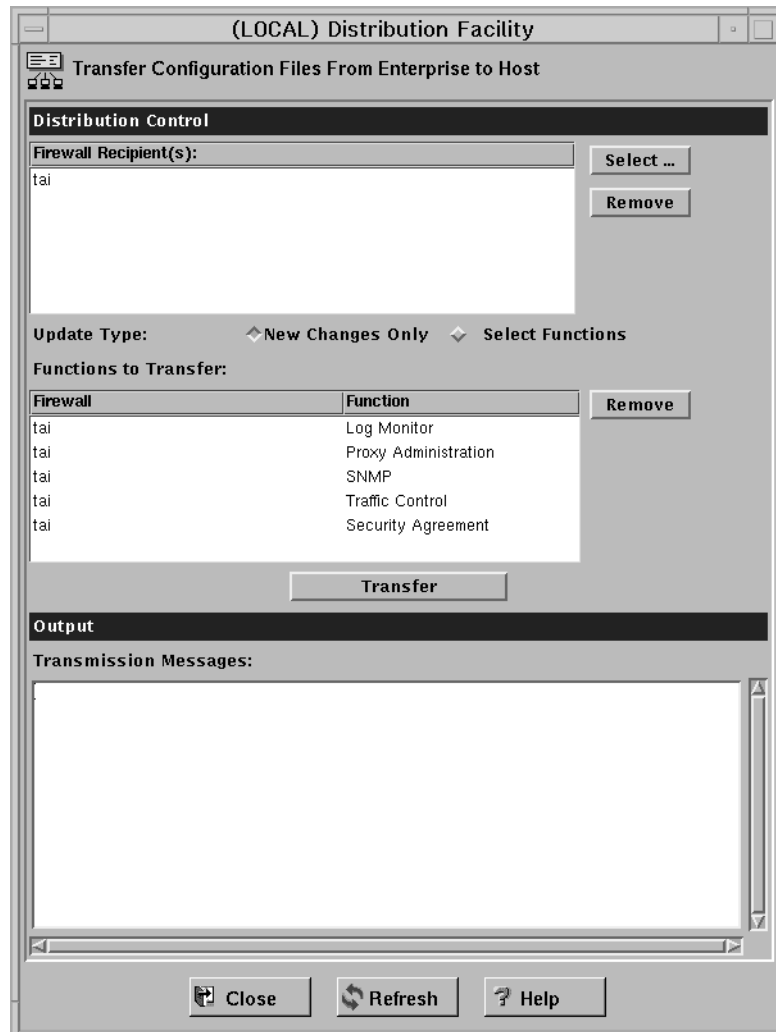 (LOCAL) Distribution Facility
Transfer Configuration Files From Enterprise to Host
Distribution Control
Firewall Recipient(s):
Select ...
tai
Remove
Update Type: New Changes Only Select Functions
Functions to Transfer:
Firewall Function
Remove
tai Log Monitor
tai Proxy Administration
tai SNMP
tai Traffic Control
tai Security Agreement
Transfer
Output
Transmission Messages:
Close Refresh Help